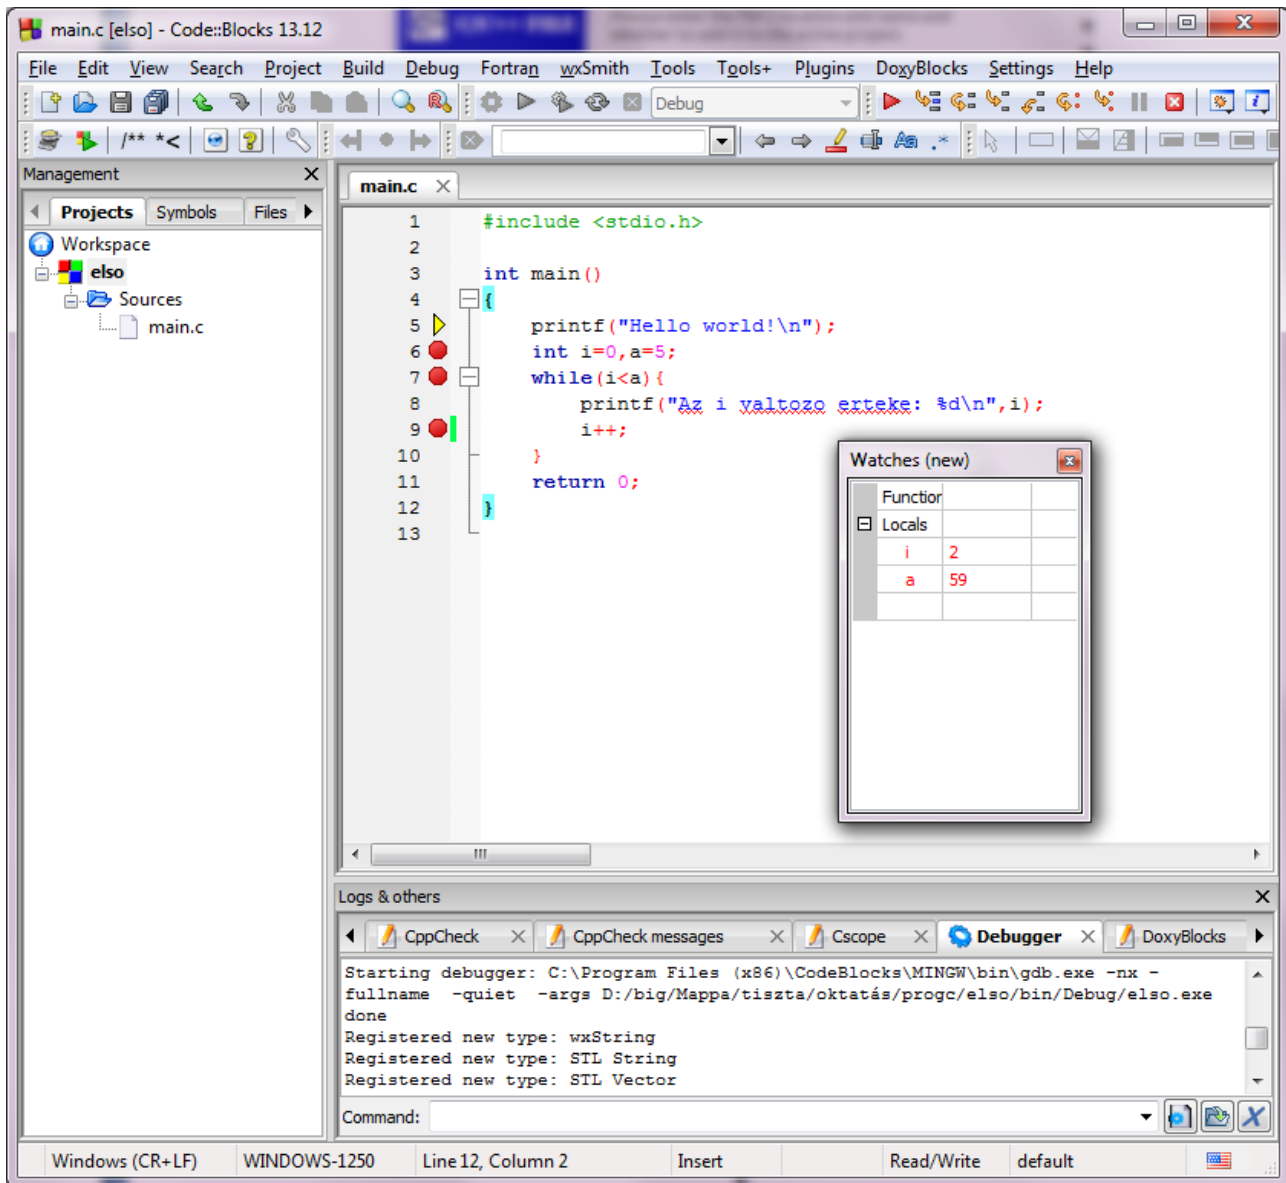 main.c [elso] - Code::Blocks 13.12
File Edit View Search Project Build Debug Fortran wxSmith Tools Tools+ Plugins DoxyBlocks Settings Help
Debug
/** *<
Management
Projects Symbols Files
Workspace
elso
Sources
main.c
main.c
1 #include <stdio.h>
2
3 int main()
4 {
5 printf("Hello world!\n");
6 int i=0,a=5;
7 while(i<a){
8 printf("Az i valtozo erteke: %d\n",i);
9 i++;
10 }
11 return 0;
12 }
13
Watches (new)
Function
Locals
i 2
a 59
Logs & others
CppCheck CppCheck messages Cscope Debugger DoxyBlocks
Starting debugger: C:\Program Files (x86)\CodeBlocks\MINGW\bin\gdb.exe -nx -
fullname -quiet -args D:/big/Mappa/tiszta/oktatás/progc/elso/bin/Debug/elso.exe
done
Registered new type: wxString
Registered new type: STL String
Registered new type: STL Vector
Command:
Windows (CR+LF) WINDOWS-1250 Line 12, Column 2 Insert Read/Write default